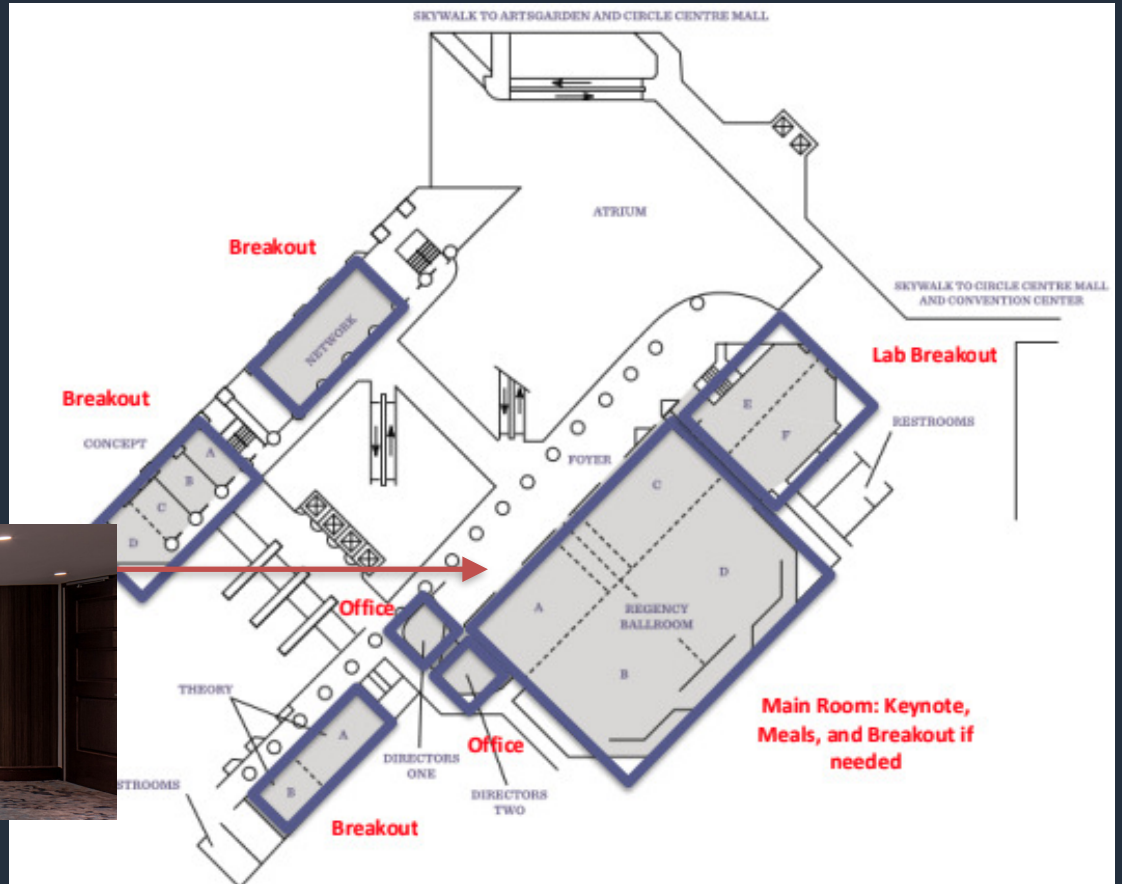 SKYWALK TO ARTSGARDEN AND CIRCLE CENTRE MALL
ATRIUM
Breakout
SKYWALK TO CIRCLE CENTRE MALL
AND CONVENTION CENTER
NETWORK
Lab Breakout
Breakout
CONCEPT
A
B
C
D
E
F
RESTROOMS
FOYER
C
D
A
REGENCY
BALLROOM
B
Office
THEORY
A
B
Office
DIRECTORS
ONE
DIRECTORS
TWO
Main Room: Keynote,
Meals, and Breakout if
needed
STROOMS
Breakout